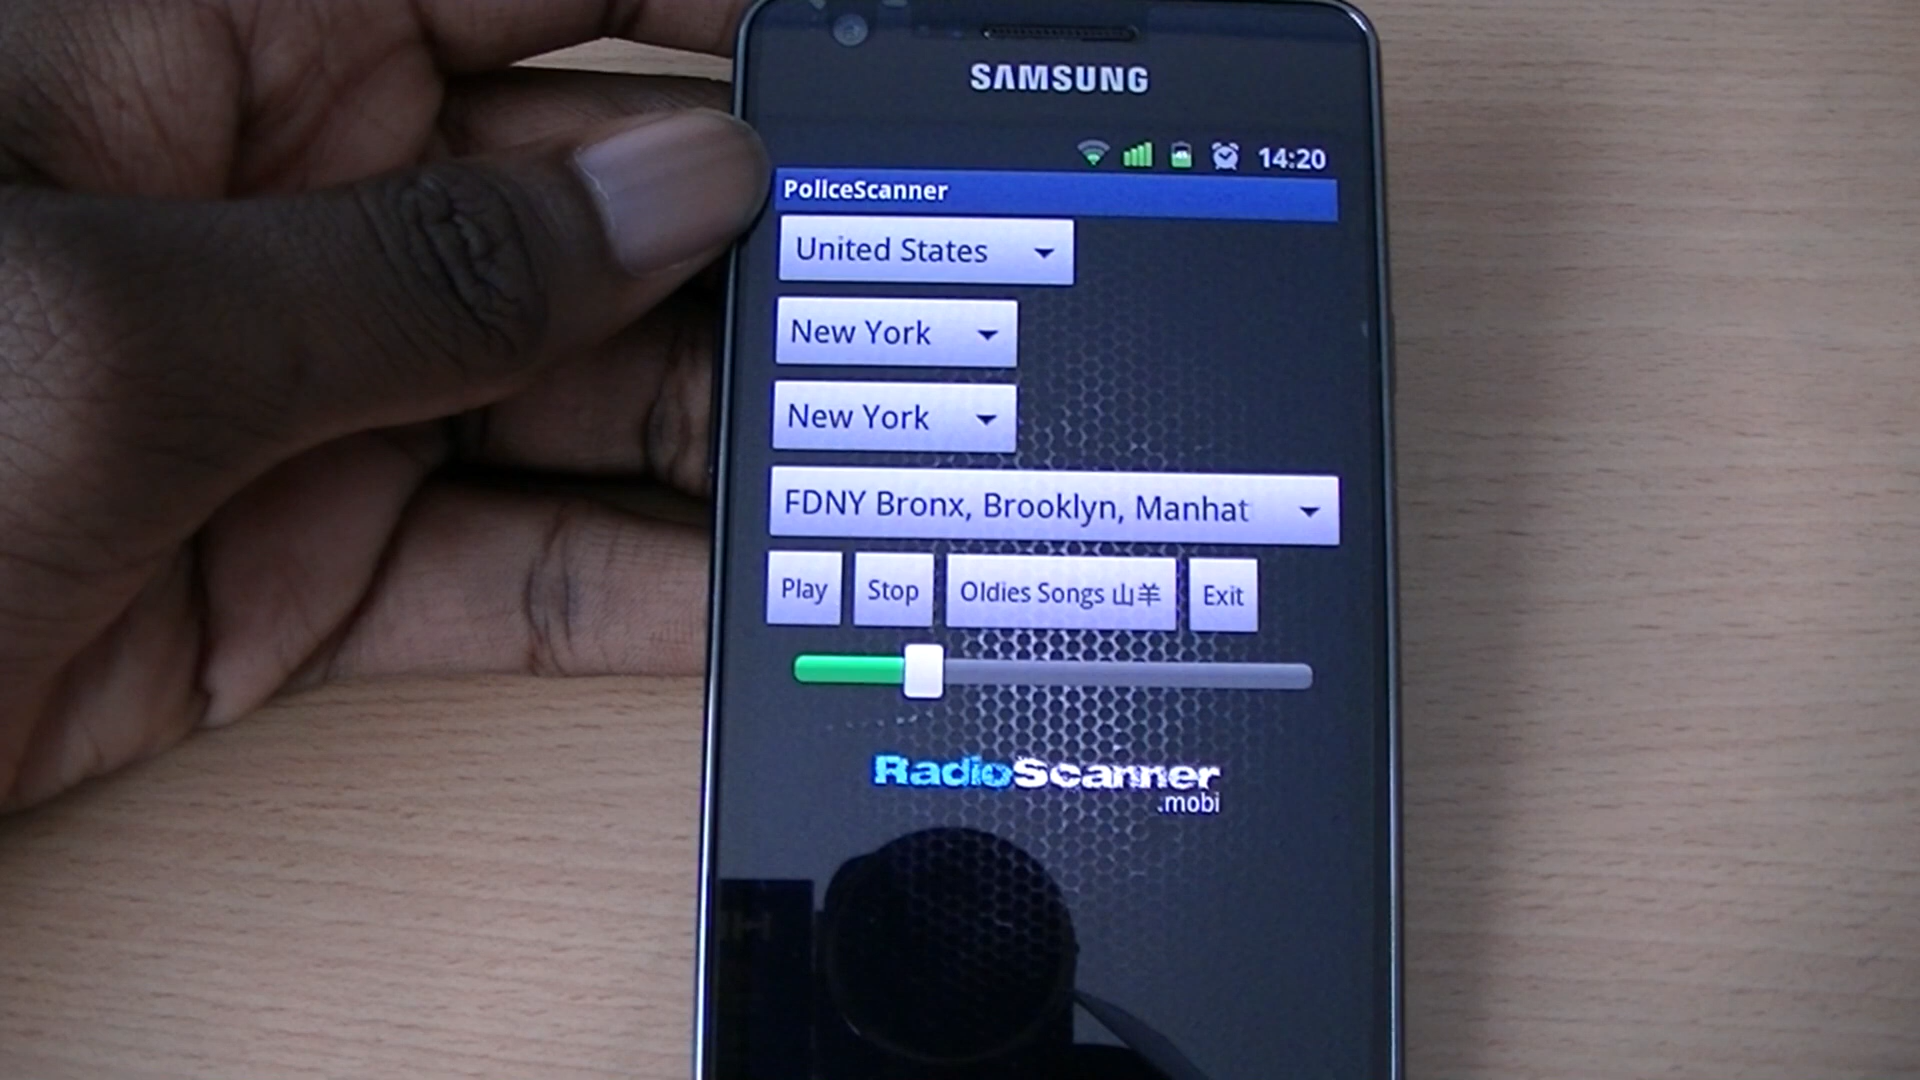 SAMSUNG
14:20
PoliceScanner
United States
New York
New York
FDNY Bronx, Brooklyn, Manhat
Play Stop Oldies Songs 山羊 Exit
RadioScanner
.mobi